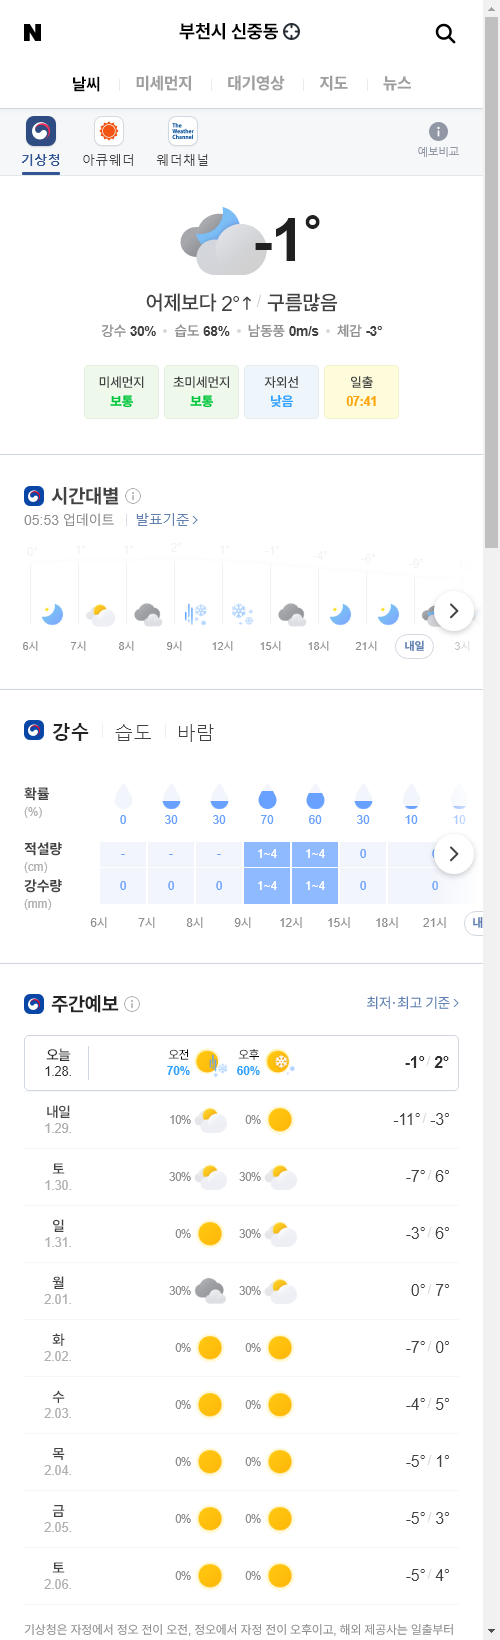 N 부천시 신중동
날씨 미세먼지 대기영상 지도 뉴스
The Weather Channel
기상청 아큐웨더 웨더채널 예보비교
-1°
어제보다 2°↑ / 구름많음
강수 30% • 습도 68% • 남동풍 0m/s • 체감 -3°
미세먼지 초미세먼지 자외선 일출
보통 보통 낮음 07:41
시간대별
05:53 업데이트 발표기준 >
0° 1° 1° 2° 1° -1° -4° -6° -9°
6시 7시 8시 9시 12시 15시 18시 21시 내일 3시
강수 습도 바람
확률
(%)
0 30 30 70 60 30 10 10
적설량
(cm)
- - - 1~4 1~4 0
강수량
(mm)
0 0 0 1~4 1~4 0 0
6시 7시 8시 9시 12시 15시 18시 21시 내
주간예보 최저·최고 기준 >
오늘 오전 오후
1.28. 70% 60% -1° / 2°
내일
1.29. 10% 0% -11° / -3°
토
1.30. 30% 30% -7° / 6°
일
1.31. 0% 30% -3° / 6°
월
2.01. 30% 30% 0° / 7°
화
2.02. 0% 0% -7° / 0°
수
2.03. 0% 0% -4° / 5°
목
2.04. 0% 0% -5° / 1°
금
2.05. 0% 0% -5° / 3°
토
2.06. 0% 0% -5° / 4°
기상청은 자정에서 정오 전이 오전, 정오에서 자정 전이 오후이고, 해외 제공사는 일출부터